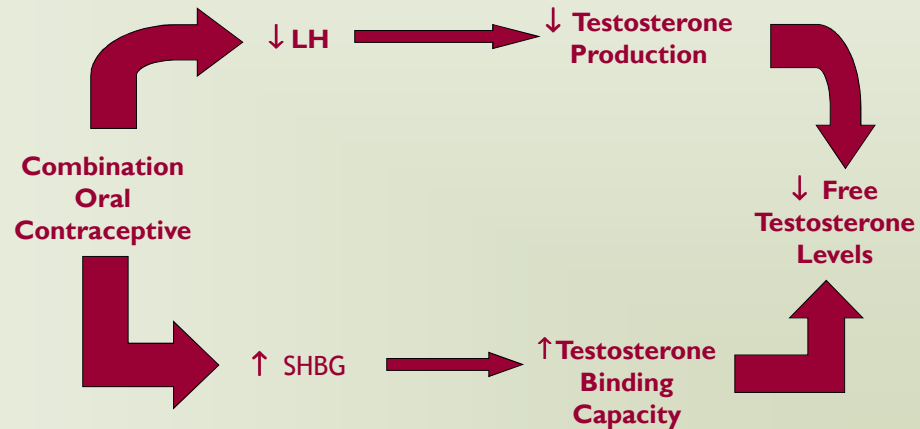 ↓ LH
↓ Testosterone
Production
Combination
Oral
Contraceptive
↓ Free
Testosterone
Levels
↑ SHBG
↑ Testosterone
Binding
Capacity